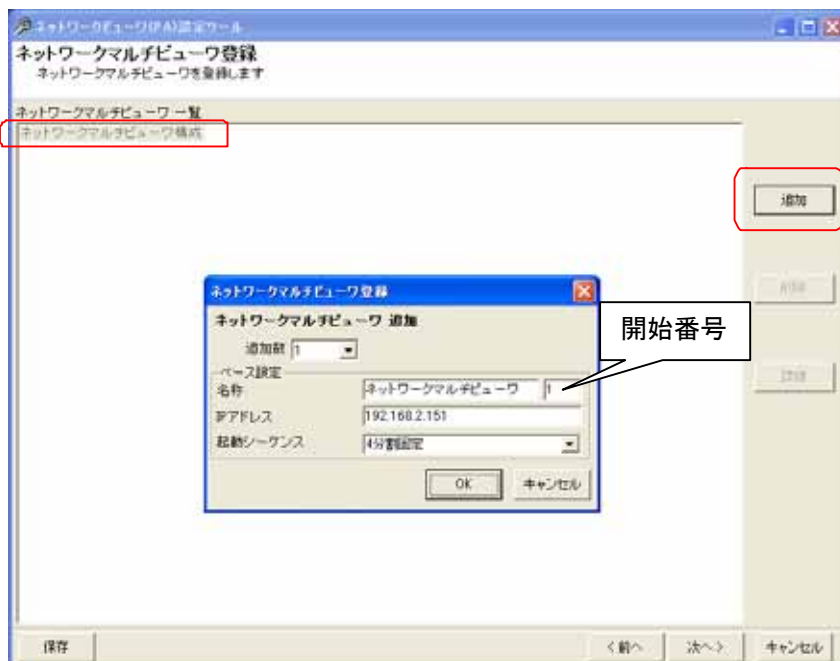 ネットワークビューワ(PA)設定ツール
ネットワークマルチビューワ登録
ネットワークマルチビューワを登録します
ネットワークマルチビューワ 一覧
ネットワークマルチビューワ構成
追加
削除
詳細
ネットワークマルチビューワ登録
ネットワークマルチビューワ 追加
追加数 1
ベース設定
名称 ネットワークマルチビューワ 1
開始番号
IPアドレス 192.168.2.151
起動シーケンス 4分割固定
OK キャンセル
保存 <前へ 次へ> キャンセル